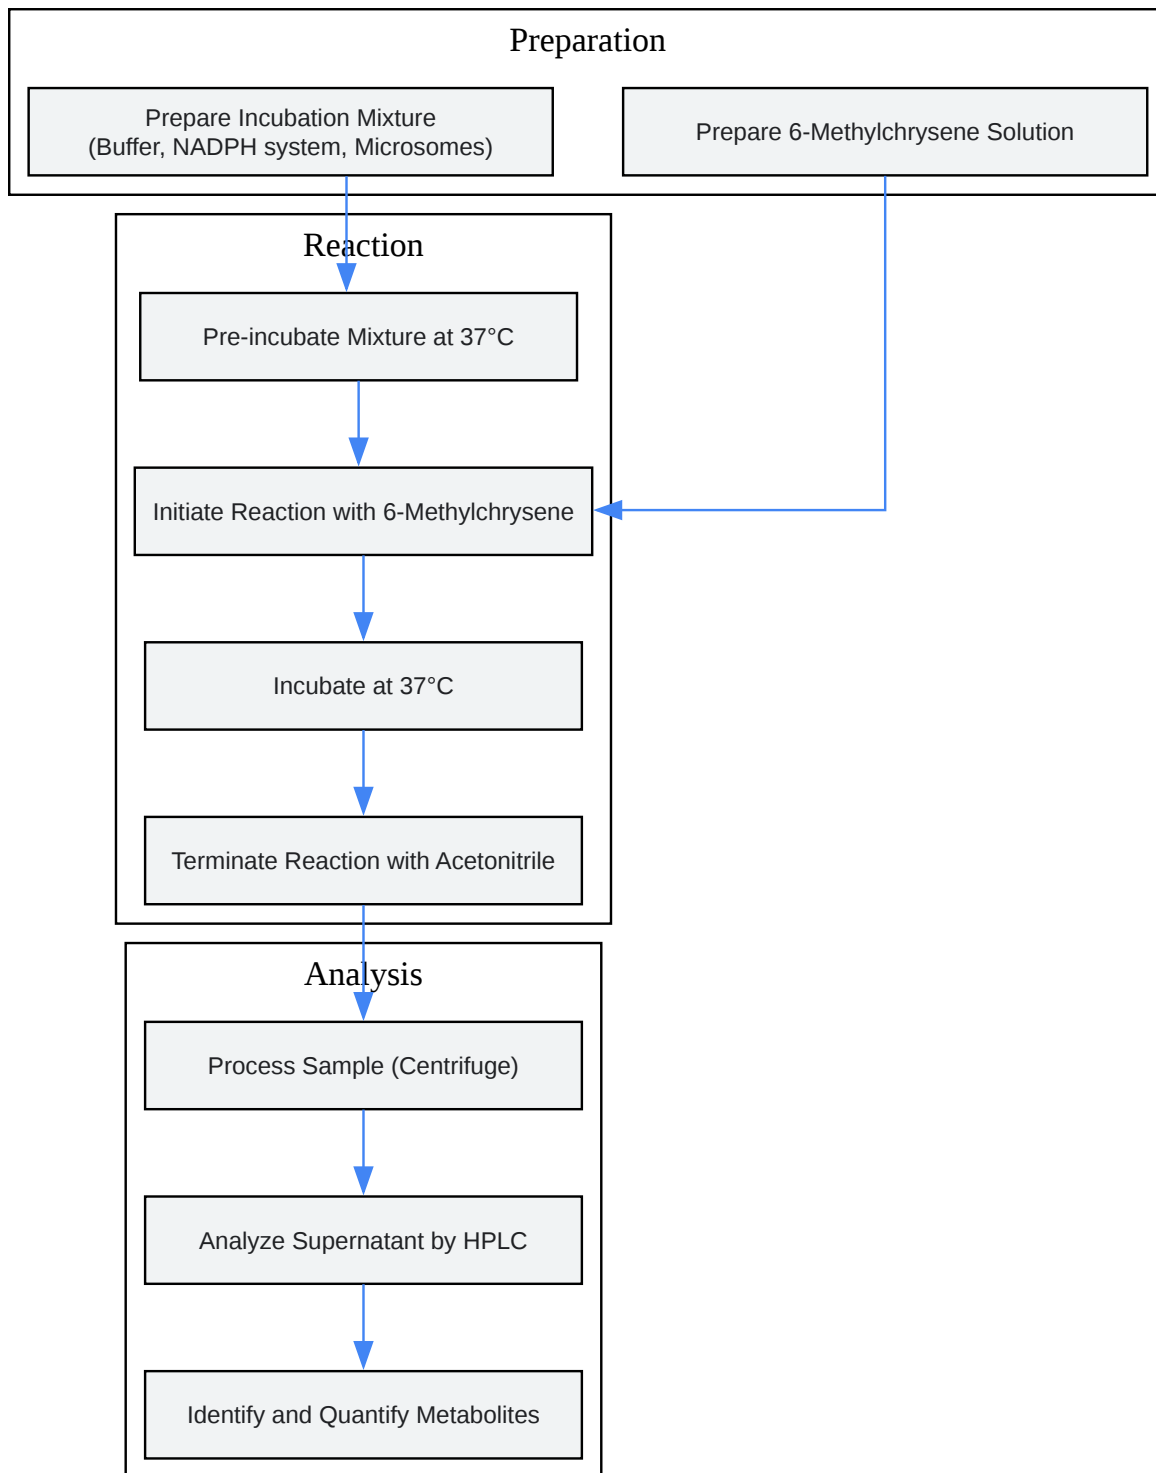 Preparation
Prepare Incubation Mixture
(Buffer, NADPH system, Microsomes)
Prepare 6-Methylchrysene Solution
Reaction
Pre-incubate Mixture at 37°C
Initiate Reaction with 6-Methylchrysene
Incubate at 37°C
Terminate Reaction with Acetonitrile
Analysis
Process Sample (Centrifuge)
Analyze Supernatant by HPLC
Identify and Quantify Metabolites